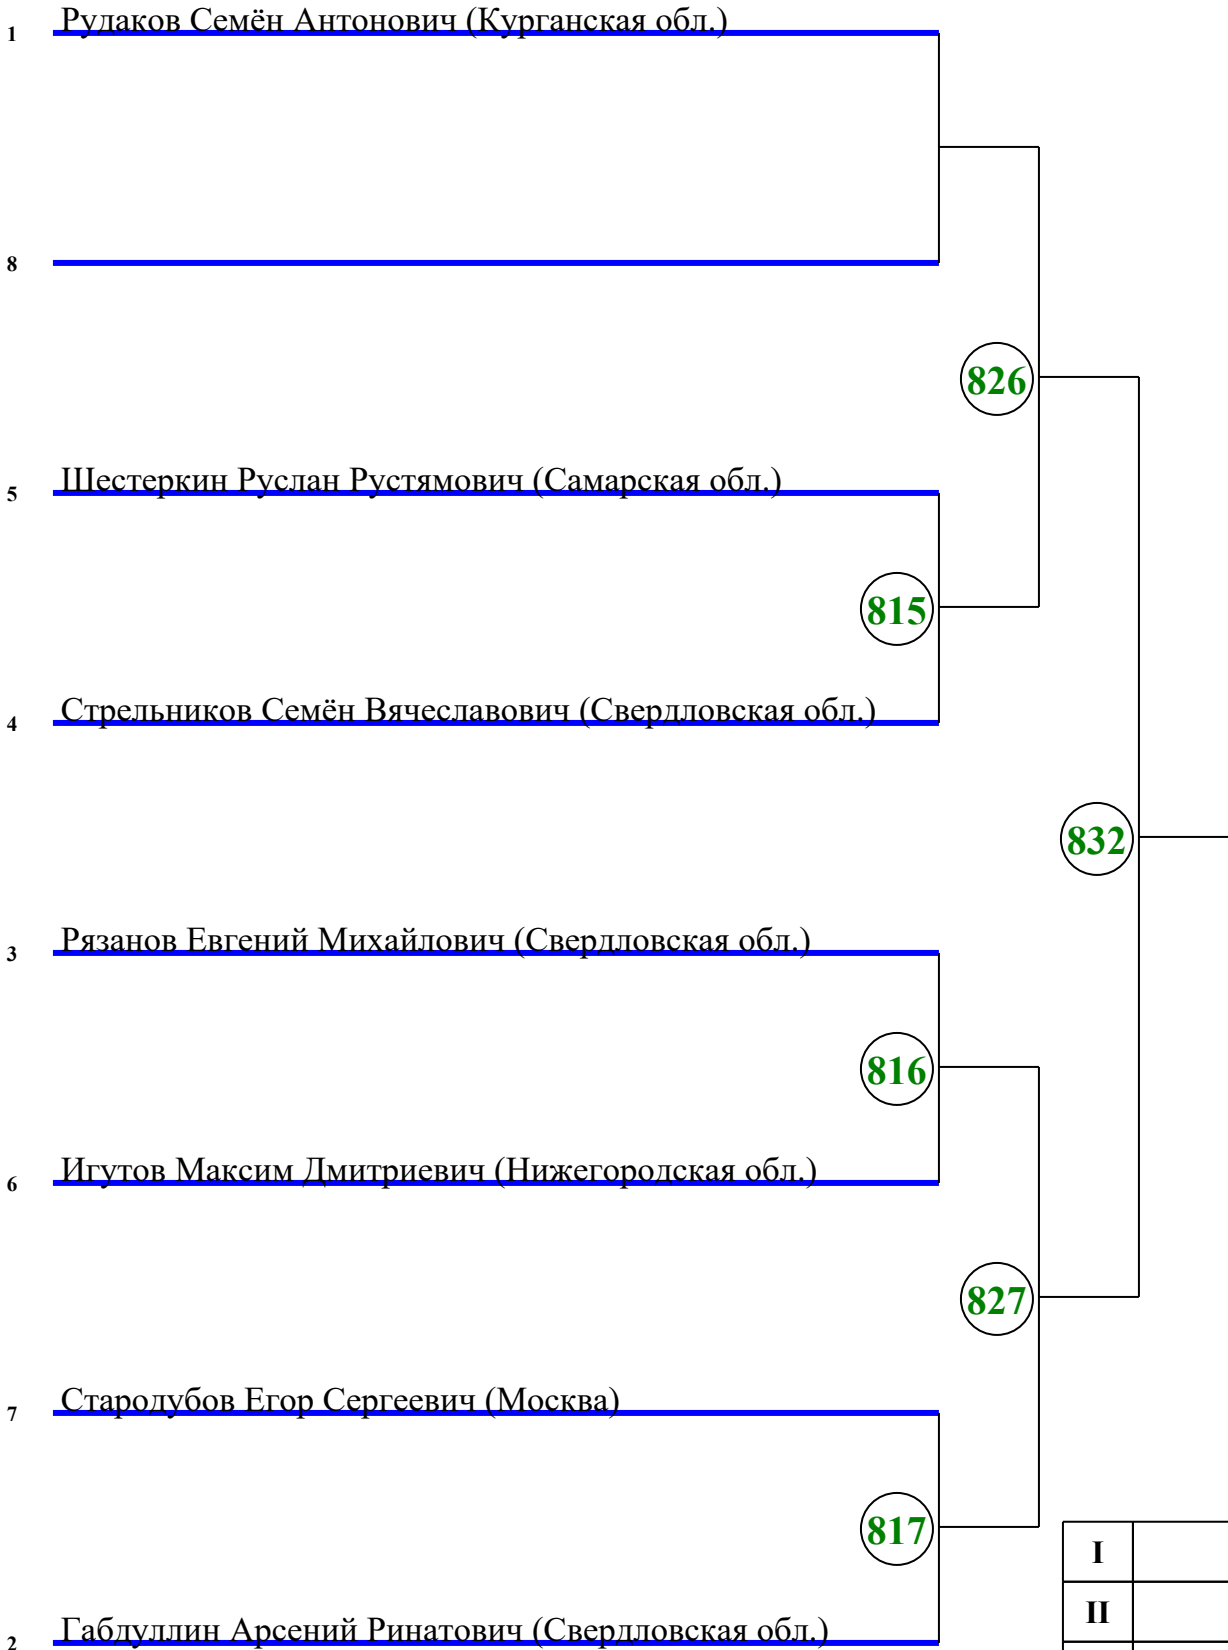 1 Рудаков Семён Антонович (Курганская обл.)
8
826
5 Шестеркин Руслан Рустямович (Самарская обл.)
815
4 Стрельников Семён Вячеславович (Свердловская обл.)
832
3 Рязанов Евгений Михайлович (Свердловская обл.)
816
6 Игутов Максим Дмитриевич (Нижегородская обл.)
827
7 Стародубов Егор Сергеевич (Москва)
817
I
II
2 Габдуллин Арсений Ринатович (Свердловская обл.)